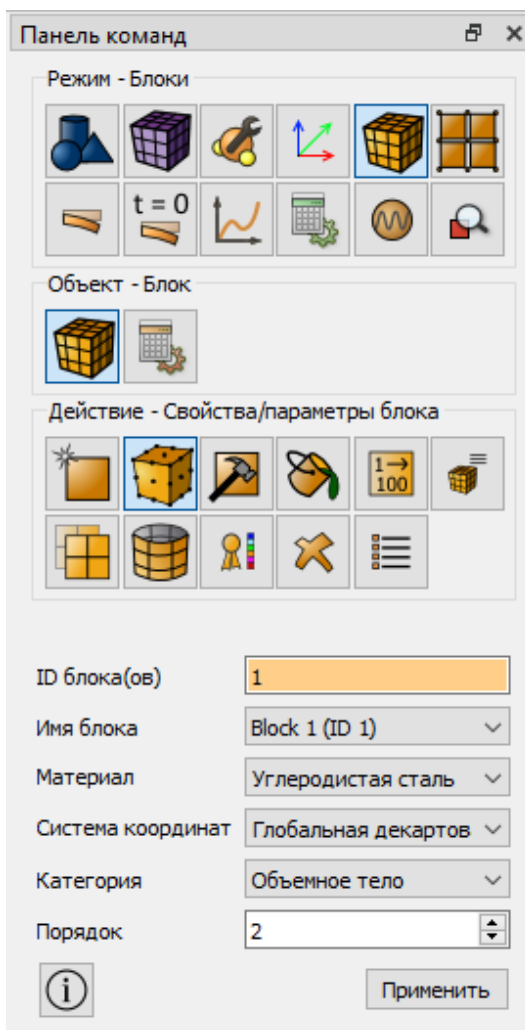 Панель команд
Режим - Блоки
t = 0
Объект - Блок
Действие - Свойства/параметры блока
1→
100
ID блока(ов) 1
Имя блока Block 1 (ID 1)
Материал Углеродистая сталь
Система координат Глобальная декартов
Категория Объемное тело
Порядок 2
i Применить